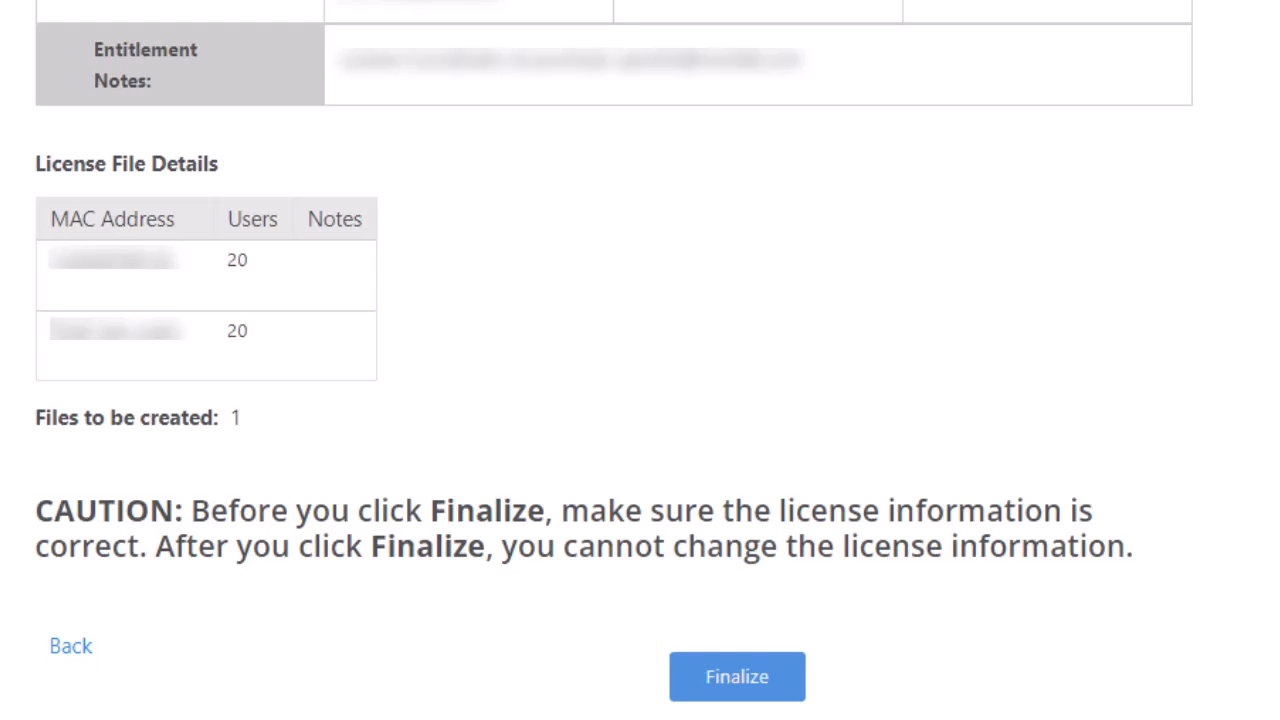 Entitlement
Notes:
License File Details
MAC Address Users Notes
20
20
Files to be created: 1
CAUTION: Before you click Finalize, make sure the license information is
correct. After you click Finalize, you cannot change the license information.
Back
Finalize